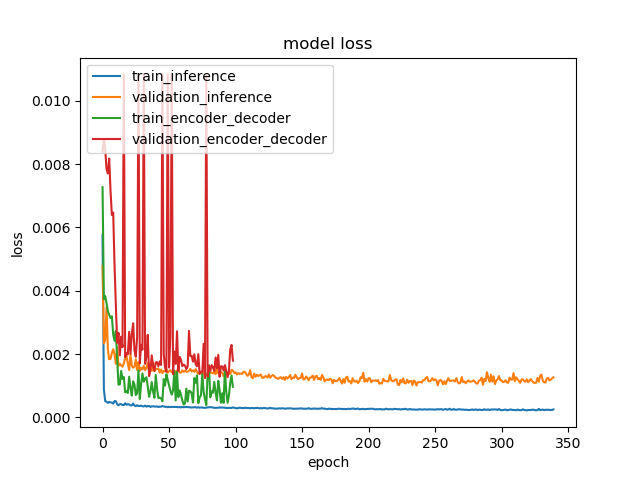 model loss
train_inference
validation_inference
train_encoder_decoder
validation_encoder_decoder
0.010
0.008
0.006
0.004
0.002
0.000
loss
0 50 100 150 200 250 300 350
epoch